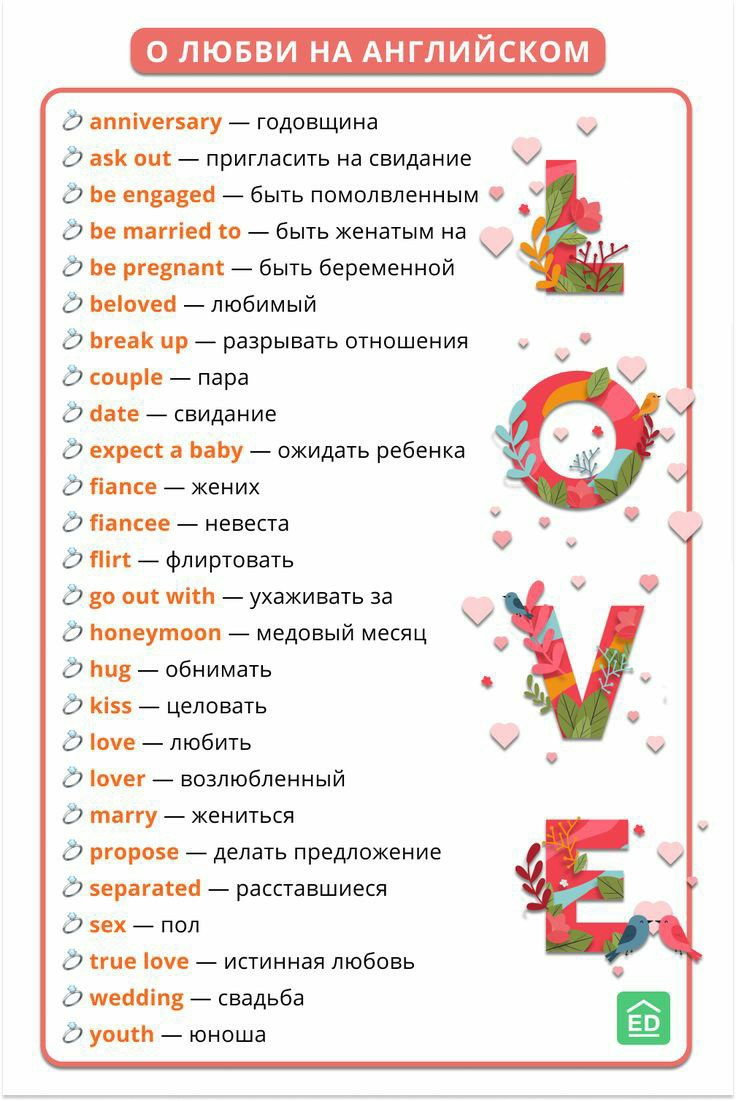 О ЛЮБВИ НА АНГЛИЙСКОМ
anniversary — годовщина
ask out — пригласить на свидание
be engaged — быть помолвленным
be married to — быть женатым на
be pregnant — быть беременной
beloved — любимый
break up — разрывать отношения
couple — пара
date — свидание
expect a baby — ожидать ребенка
fiance — жених
fiancee — невеста
flirt — флиртовать
go out with — ухаживать за
honeymoon — медовый месяц
hug — обнимать
kiss — целовать
love — любить
lover — возлюбленный
marry — жениться
propose — делать предложение
separated — расставшиеся
sex — пол
true love — истинная любовь
wedding — свадьба
youth — юноша
L
O
V
E
ED